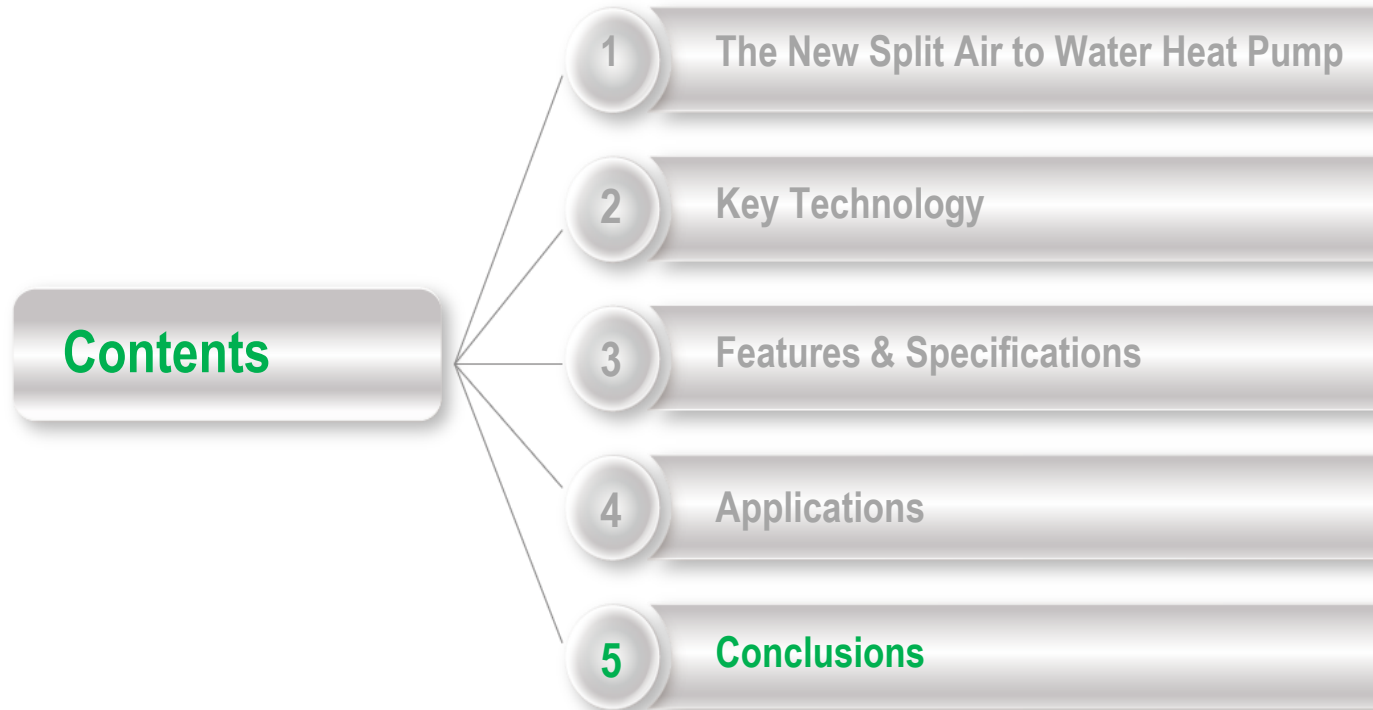 Contents
1 The New Split Air to Water Heat Pump
2 Key Technology
3 Features & Specifications
4 Applications
5 Conclusions